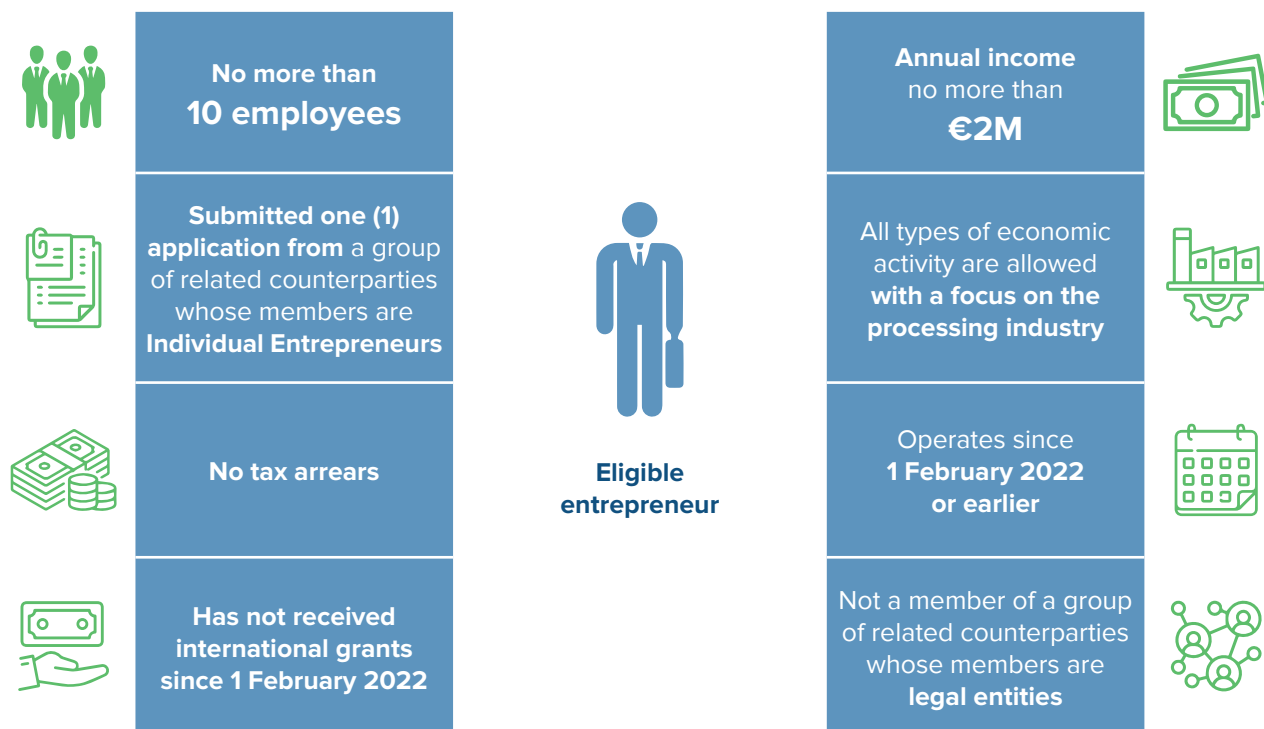 No more than
10 employees
Submitted one (1)
application from a group
of related counterparties
whose members are
Individual Entrepreneurs
No tax arrears
Has not received
international grants
since 1 February 2022
Eligible
entrepreneur
Annual income
no more than
€2M
All types of economic
activity are allowed
with a focus on the
processing industry
Operates since
1 February 2022
or earlier
Not a member of a group
of related counterparties
whose members are
legal entities